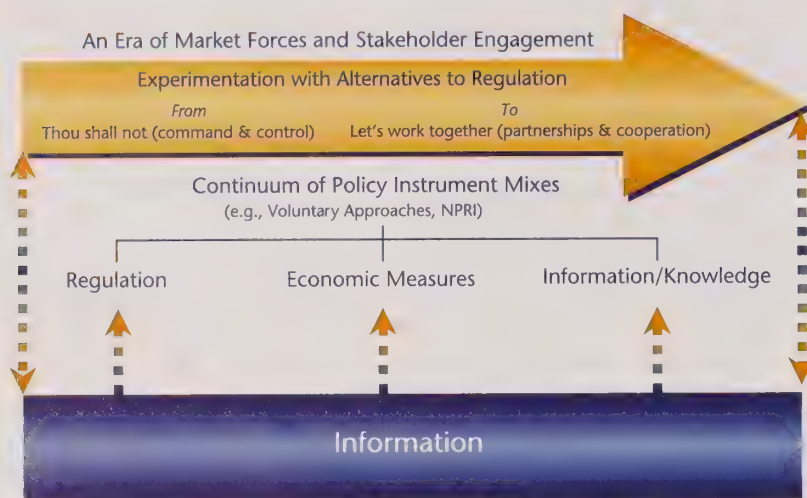 An Era of Market Forces and Stakeholder Engagement
Experimentation with Alternatives to Regulation
From To
Thou shall not (command & control) Let's work together (partnerships & cooperation)
Continuum of Policy Instrument Mixes
(e.g., Voluntary Approaches, NPRI)
Regulation Economic Measures Information/Knowledge
Information